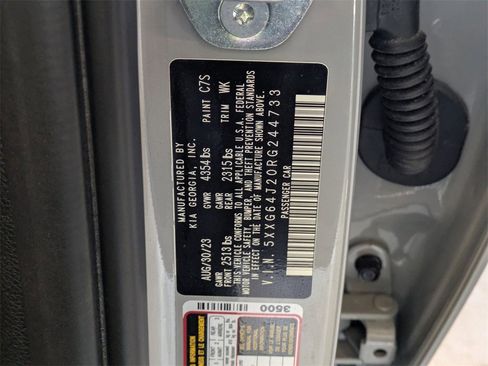 MANUFACTURED BY
KIA GEORGIA, INC.
AUG/30/23 GVWR 4354 lbs PAINT C7S
GAWR FRONT 2513 lbs GAWR REAR 2315 lbs TRIM WK
THIS VEHICLE CONFORMS TO ALL APPLICABLE U.S.A. FEDERAL
MOTOR VEHICLE SAFETY, BUMPER, AND THEFT PREVENTION STANDARDS
IN EFFECT ON THE DATE OF MANUFACTURE SHOWN ABOVE.
V.I.N. 5XXG64J20RG244733
PASSENGER CAR
3500